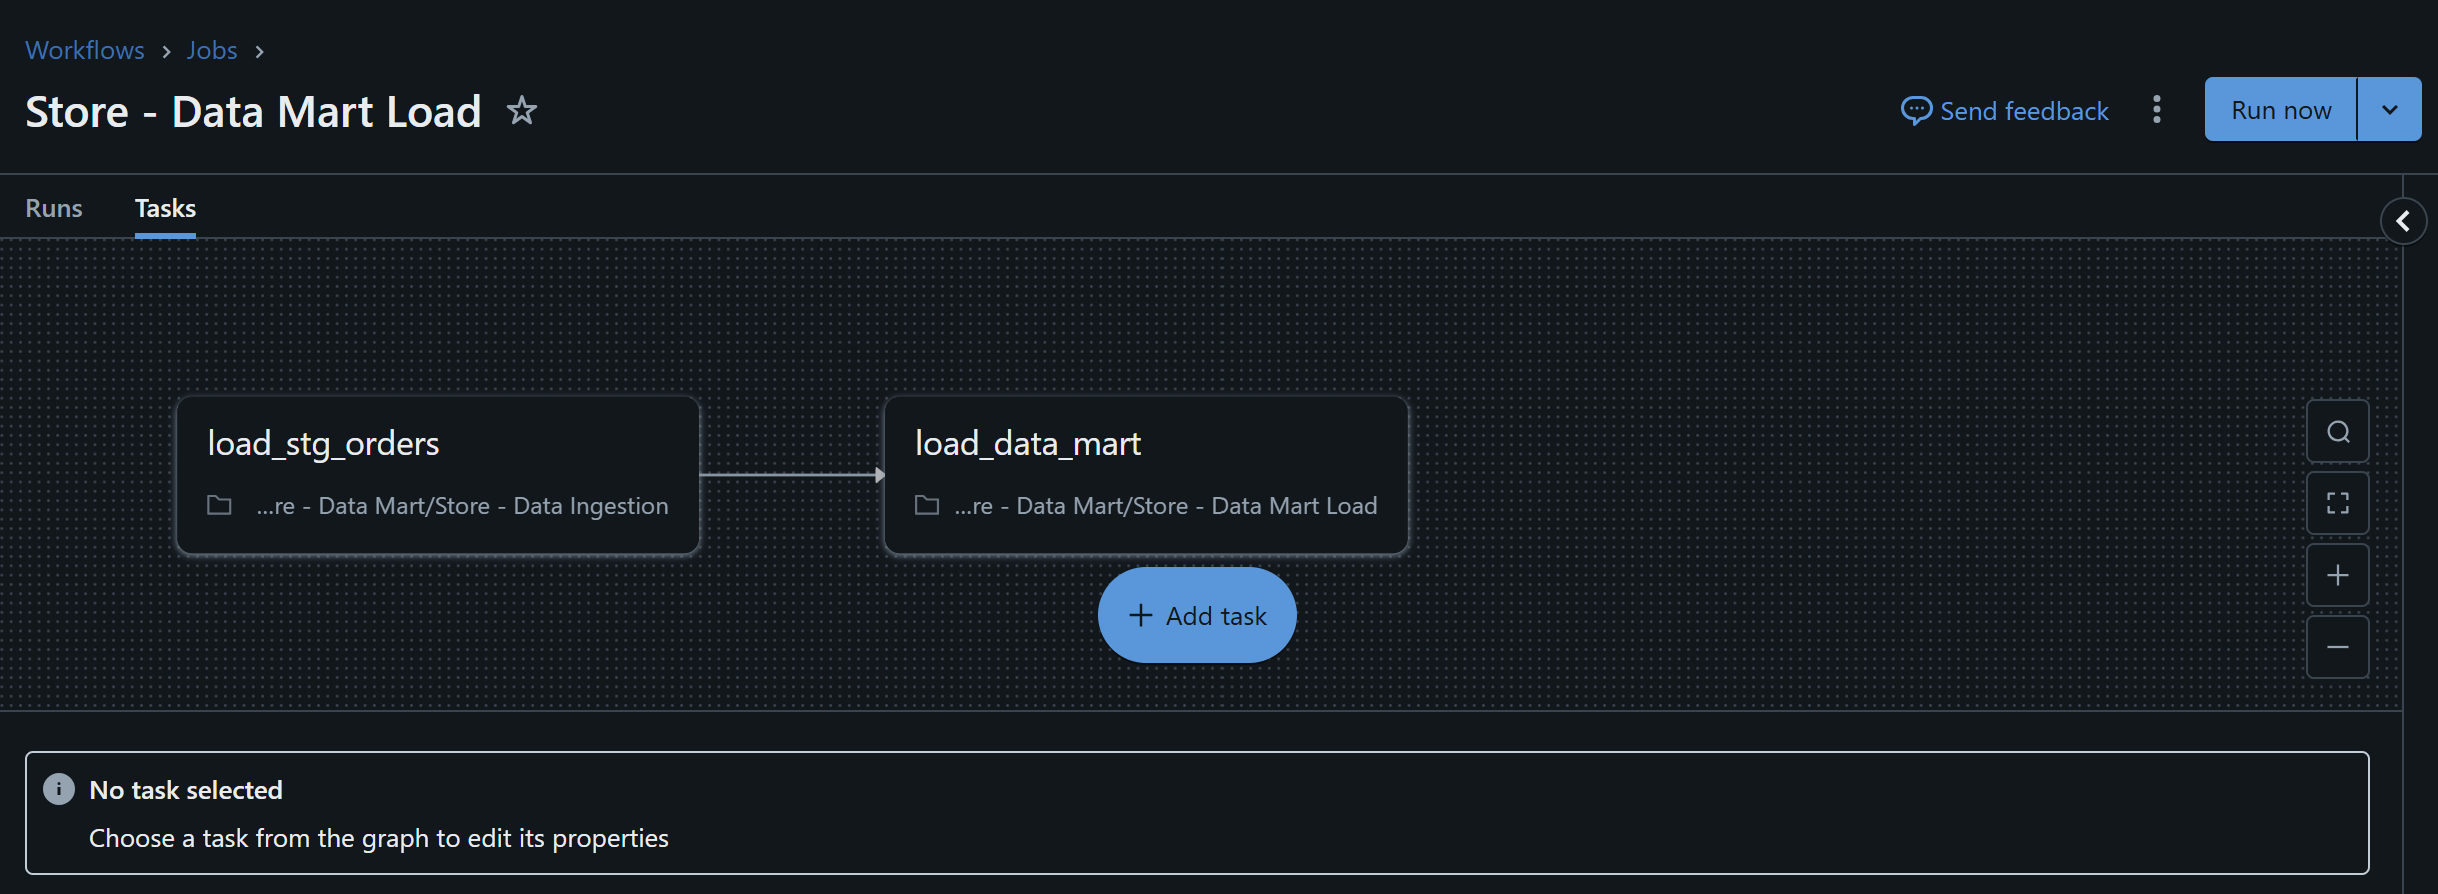 Workflows > Jobs >
Store - Data Mart Load
Send feedback
Run now
Runs Tasks
load_stg_orders
...re - Data Mart/Store - Data Ingestion
load_data_mart
...re - Data Mart/Store - Data Mart Load
+ Add task
No task selected
Choose a task from the graph to edit its properties